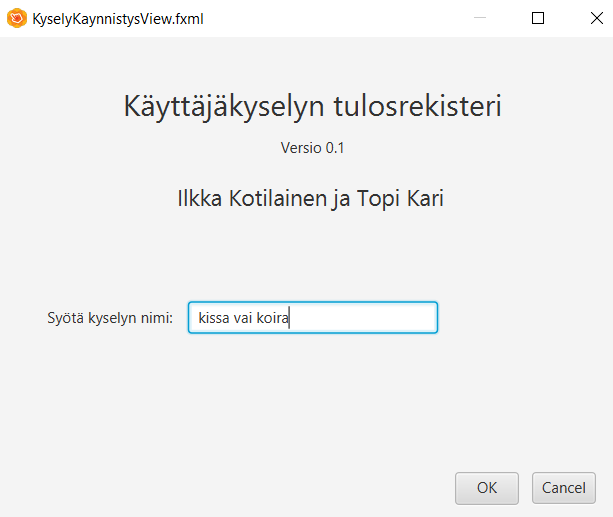 KyselyKaynnistysView.fxml
Käyttäjäkyselyn tulosrekisteri
Versio 0.1
Ilkka Kotilainen ja Topi Kari
Syötä kyselyn nimi: kissa vai koira
OK Cancel